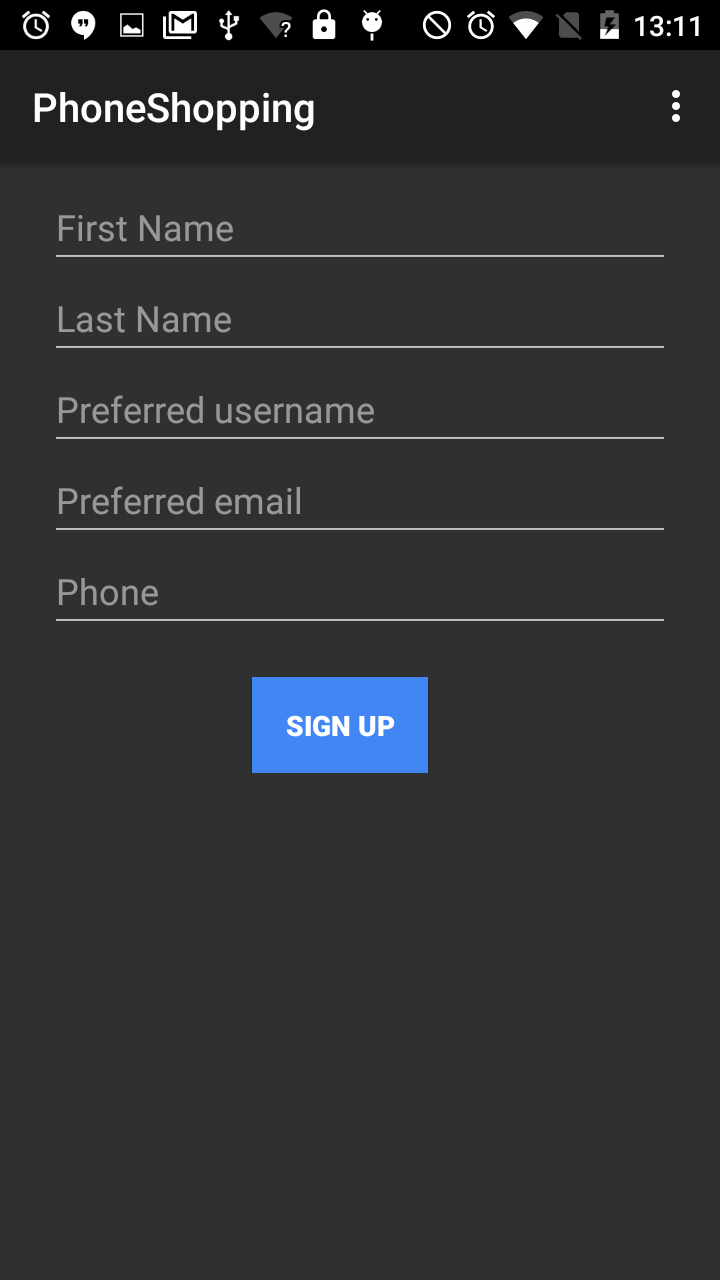 13:11
PhoneShopping
First Name
Last Name
Preferred username
Preferred email
Phone
SIGN UP